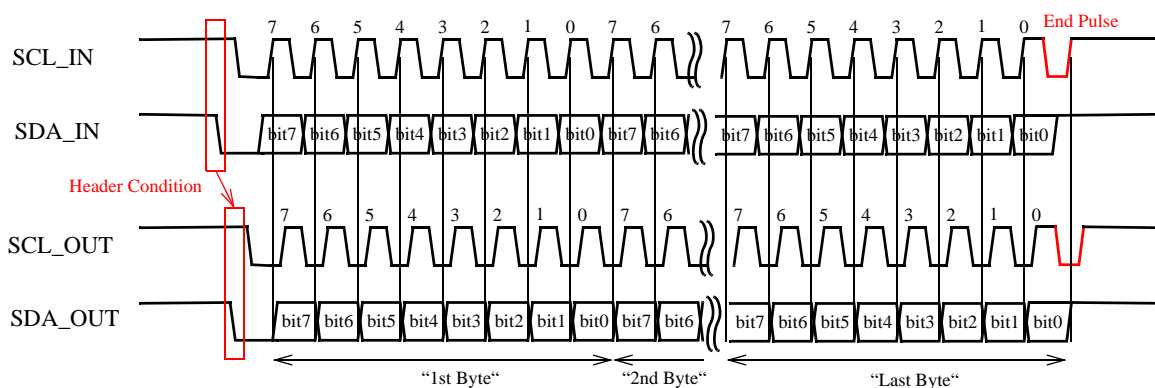 7 6 5 4 3 2 1 0 7 6 7 6 5 4 3 2 1 0 End Pulse
SCL_IN
SDA_IN bit7 bit6 bit5 bit4 bit3 bit2 bit1 bit0 bit7 bit6 bit7 bit6 bit5 bit4 bit3 bit2 bit1 bit0
Header Condition
7 6 5 4 3 2 1 0 7 6 7 6 5 4 3 2 1 0
SCL_OUT
SDA_OUT bit7 bit6 bit5 bit4 bit3 bit2 bit1 bit0 bit7 bit6 bit7 bit6 bit5 bit4 bit3 bit2 bit1 bit0
“1st Byte“ “2nd Byte“ “Last Byte“